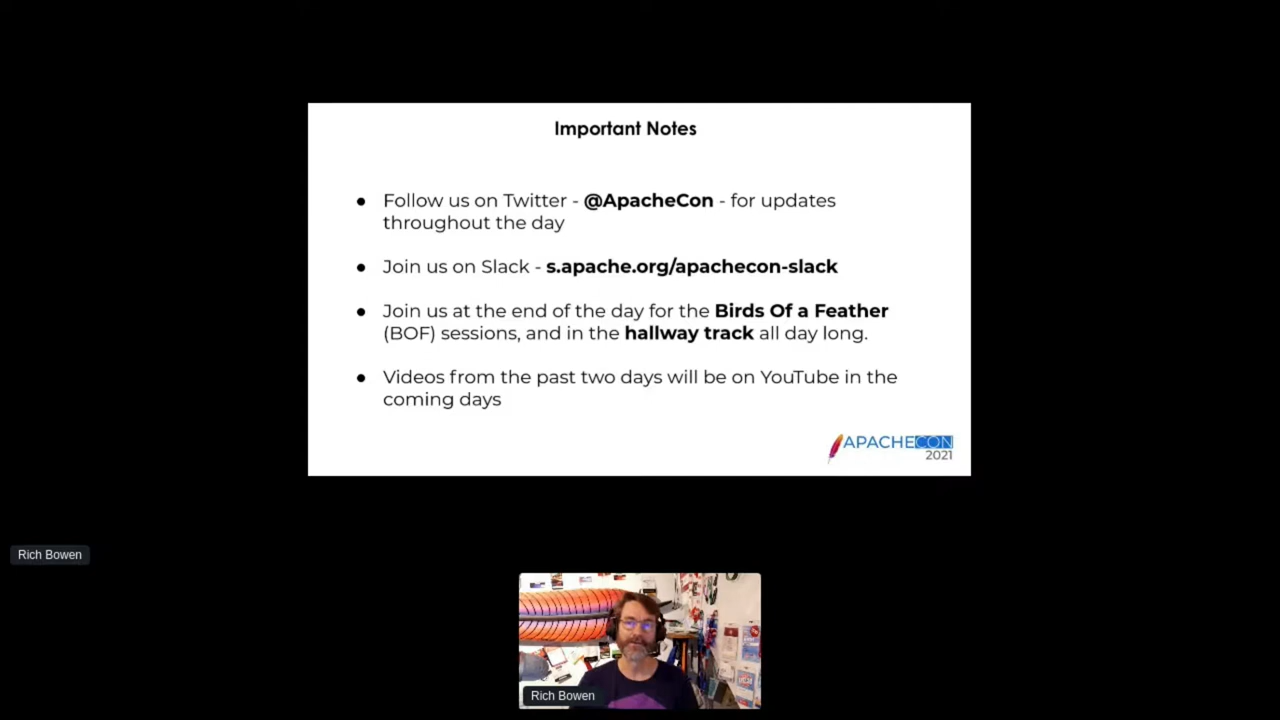 Important Notes
● Follow us on Twitter - @ApacheCon - for updates
throughout the day
● Join us on Slack - s.apache.org/apachecon-slack
● Join us at the end of the day for the Birds Of a Feather
(BOF) sessions, and in the hallway track all day long.
● Videos from the past two days will be on YouTube in the
coming days
APACHECON
2021
Rich Bowen
Rich Bowen